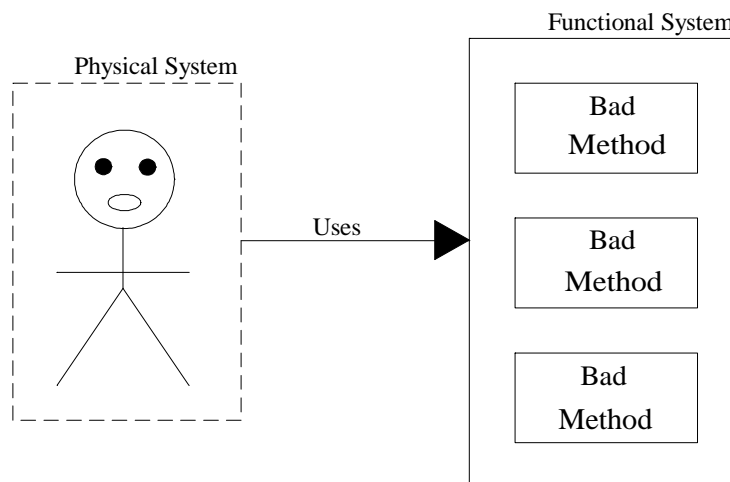 Functional System
Physical System
Bad
Method
Uses
Bad
Method
Bad
Method